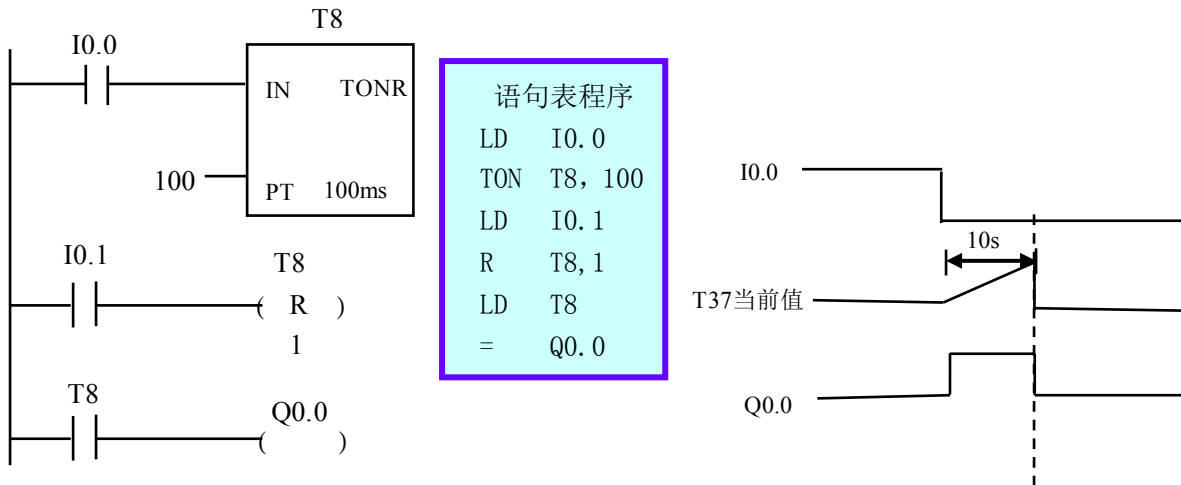 T8
I0.0
IN TONR
100
PT 100ms
I0.1
T8
( R )
1
T8
Q0.0
( )
语句表程序
LD I0.0
TON T8，100
LD I0.1
R T8,1
LD T8
= Q0.0
I0.0
10s
T37当前值
Q0.0